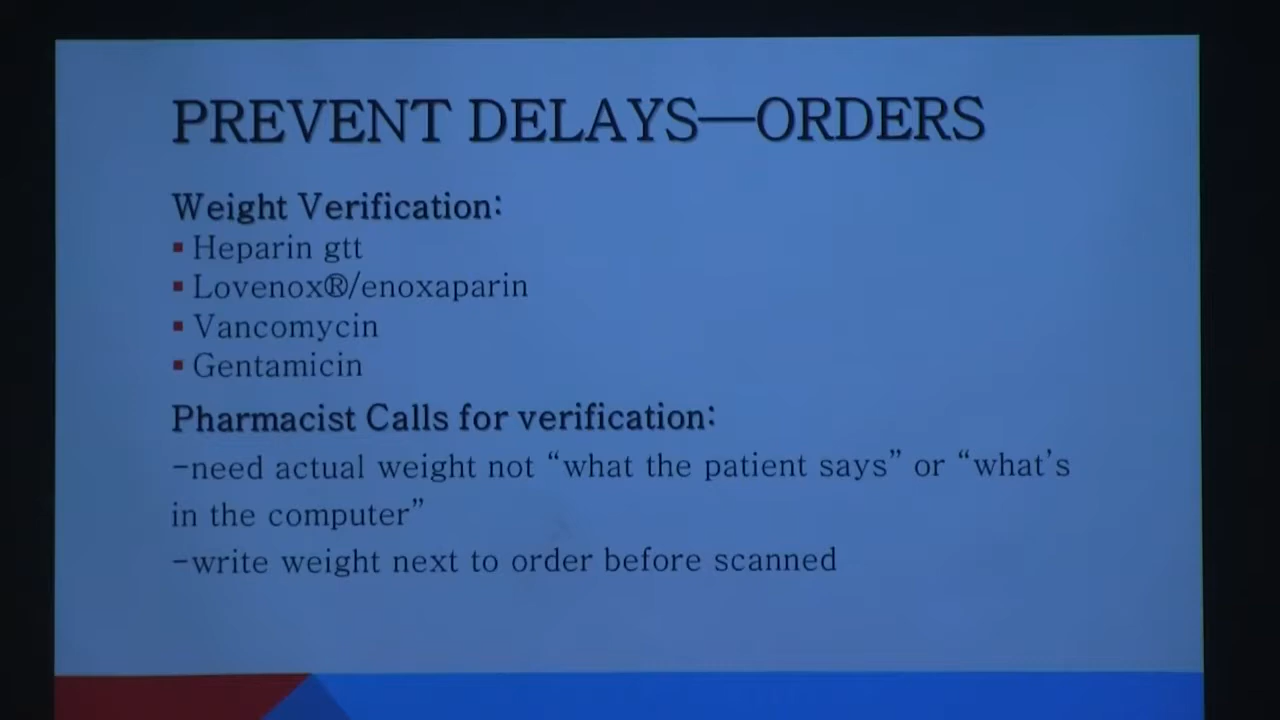 PREVENT DELAYS—ORDERS
Weight Verification:
▪ Heparin gtt
▪ Lovenox®/enoxaparin
▪ Vancomycin
▪ Gentamicin
Pharmacist Calls for verification:
-need actual weight not “what the patient says” or “what’s
in the computer”
-write weight next to order before scanned